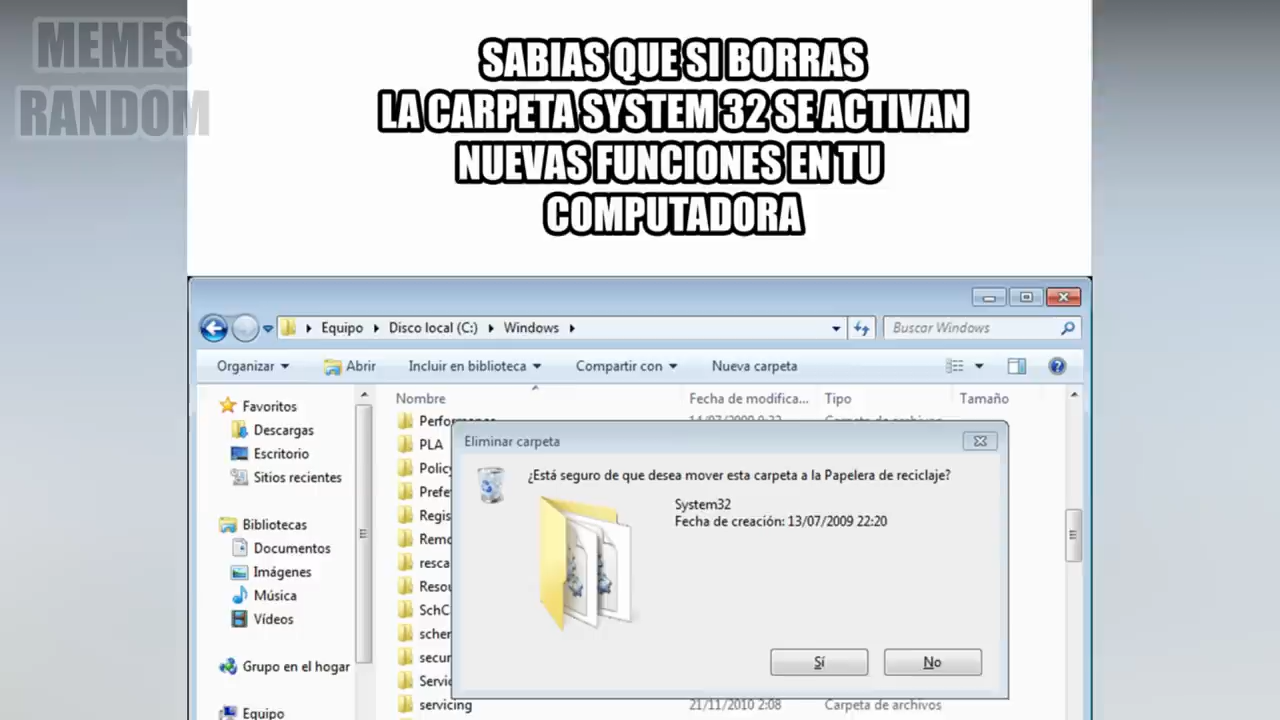 MEMES
RANDOM
SABIAS QUE SI BORRAS
LA CARPETA SYSTEM 32 SE ACTIVAN
NUEVAS FUNCIONES EN TU
COMPUTADORA
Equipo Disco local (C:) Windows
Buscar Windows
Organizar Abrir Incluir en biblioteca Compartir con Nueva carpeta
Nombre Fecha de modifica... Tipo Tamaño
Favoritos
Descargas
Escritorio
Sitios recientes
Bibliotecas
Documentos
Imágenes
Música
Vídeos
Grupo en el hogar
Equipo
PLA
Eliminar carpeta
¿Está seguro de que desea mover esta carpeta a la Papelera de reciclaje?
System32
Fecha de creación: 13/07/2009 22:20
Sí No
servicing 21/11/2010 2:08 Carpeta de archivos